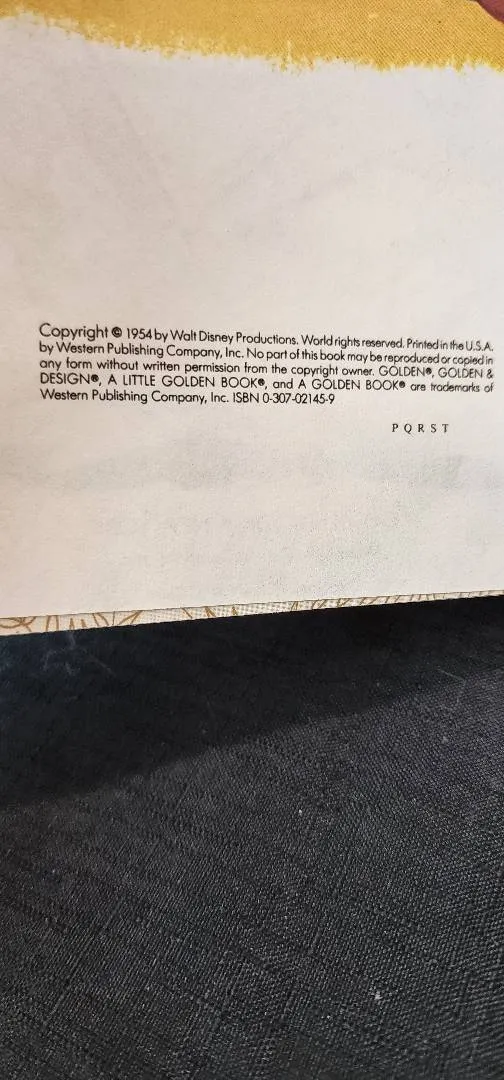 Copyright © 1954 by Walt Disney Productions. World rights reserved. Printed in the U.S.A.
by Western Publishing Company, Inc. No part of this book may be reproduced or copied in
any form without written permission from the copyright owner. GOLDEN®, GOLDEN &
DESIGN®, A LITTLE GOLDEN BOOK®, and A GOLDEN BOOK® are trademarks of
Western Publishing Company, Inc. ISBN 0-307-02145-9
P Q R S T